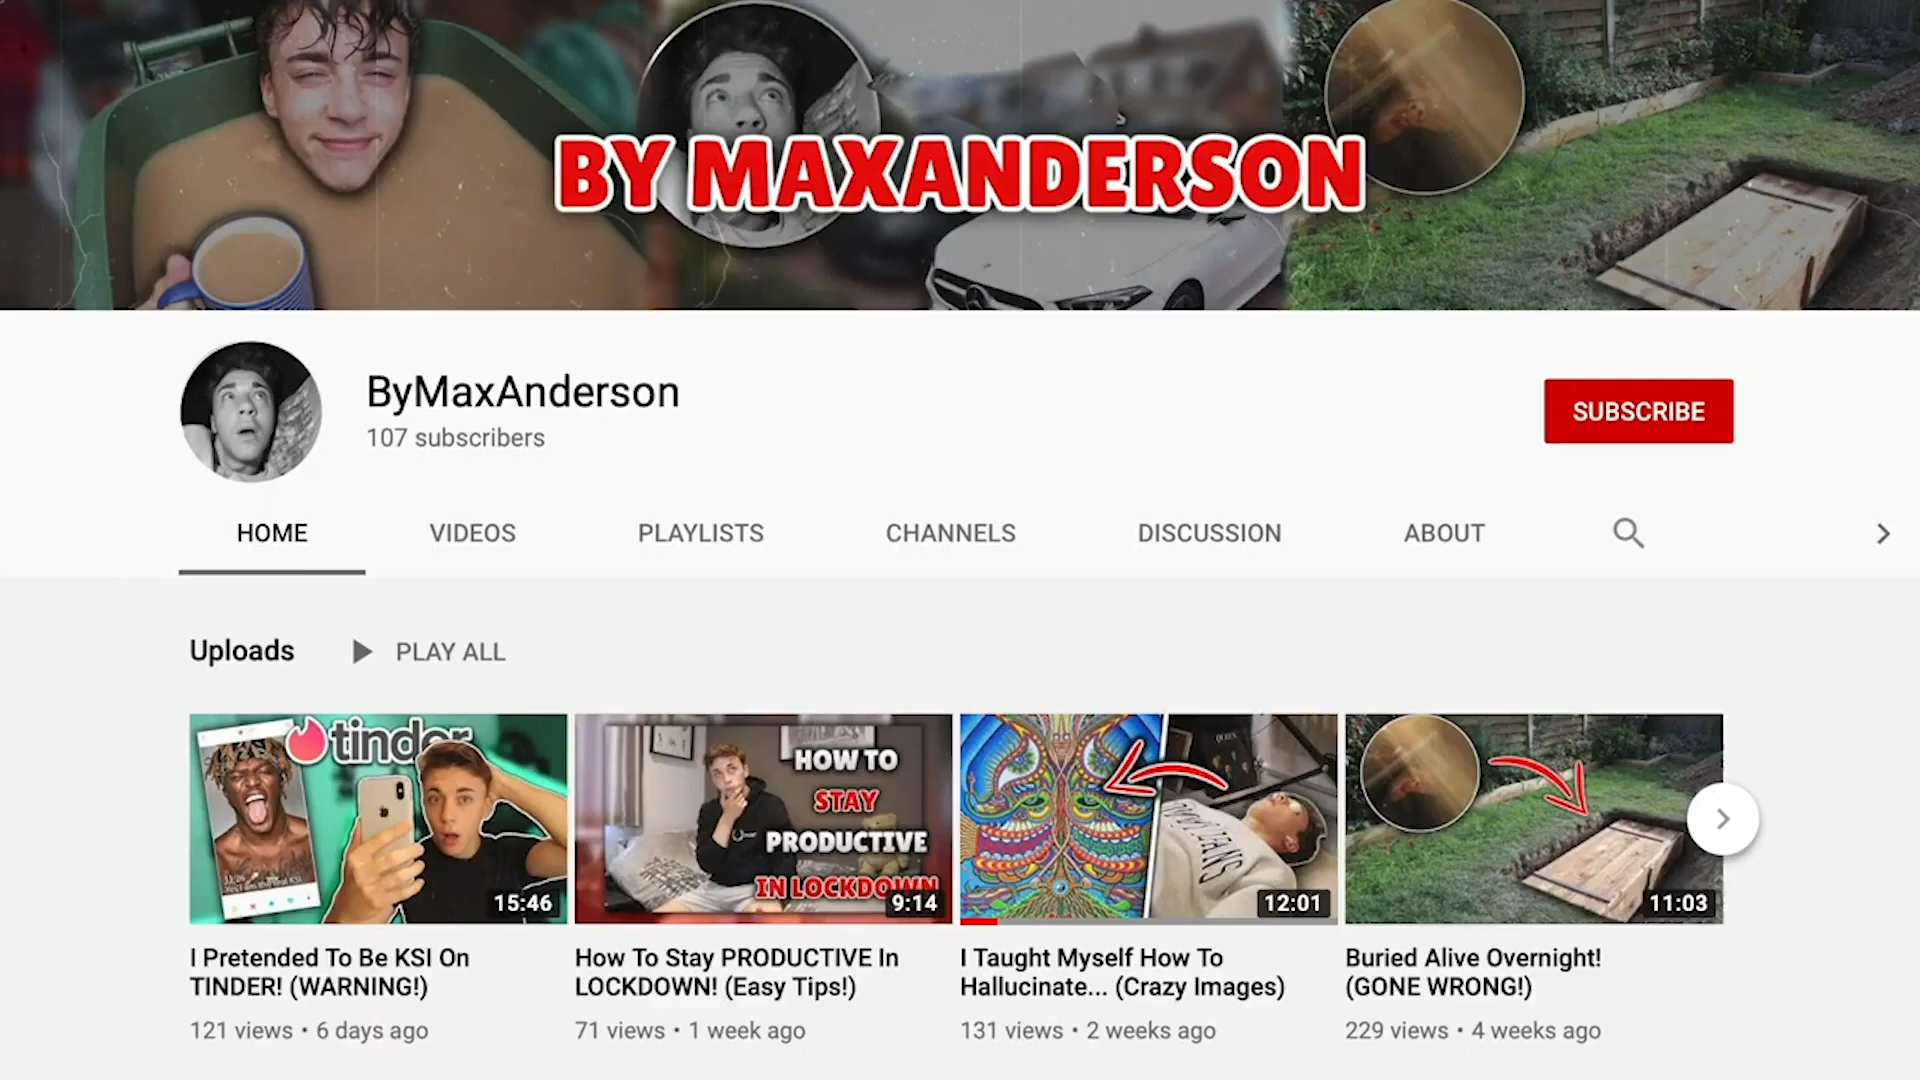 BY MAXANDERSON
ByMaxAnderson
107 subscribers
SUBSCRIBE
HOME
VIDEOS
PLAYLISTS
CHANNELS
DISCUSSION
ABOUT
Uploads
PLAY ALL
tinder
15:46
HOW TO
STAY
PRODUCTIVE
IN LOCKDOWN
9:14
12:01
11:03
I Pretended To Be KSI On
TINDER! (WARNING!)
121 views • 6 days ago
How To Stay PRODUCTIVE In
LOCKDOWN! (Easy Tips!)
71 views • 1 week ago
I Taught Myself How To
Hallucinate... (Crazy Images)
131 views • 2 weeks ago
Buried Alive Overnight!
(GONE WRONG!)
229 views • 4 weeks ago